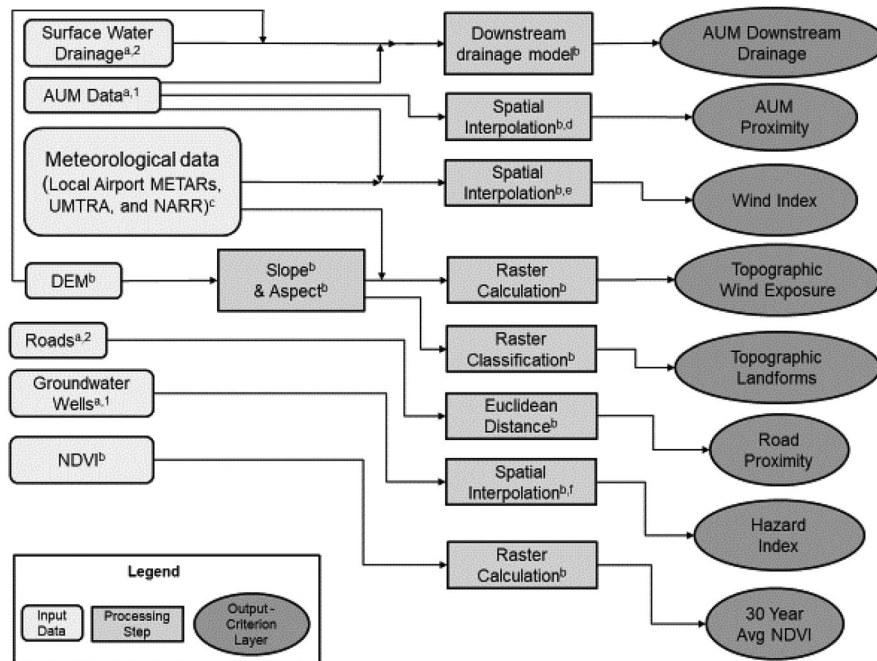 Surface Water
Drainage^a,2
Downstream
drainage model^b
AUM Downstream
Drainage
AUM Data^a,1
Spatial
Interpolation^b,d
AUM
Proximity
Meteorological data
(Local Airport METARs,
UMTRA, and NARR)^c
Spatial
Interpolation^b,e
Wind Index
DEM^b
Slope^b
& Aspect^b
Raster
Calculation^b
Topographic
Wind Exposure
Roads^a,2
Raster
Classification^b
Topographic
Landforms
Groundwater
Wells^a,1
Euclidean
Distance^b
Road
Proximity
NDVI^b
Spatial
Interpolation^b,f
Hazard
Index
Raster
Calculation^b
30 Year
Avg NDVI
Legend
Input
Data
Processing
Step
Output -
Criterion
Layer